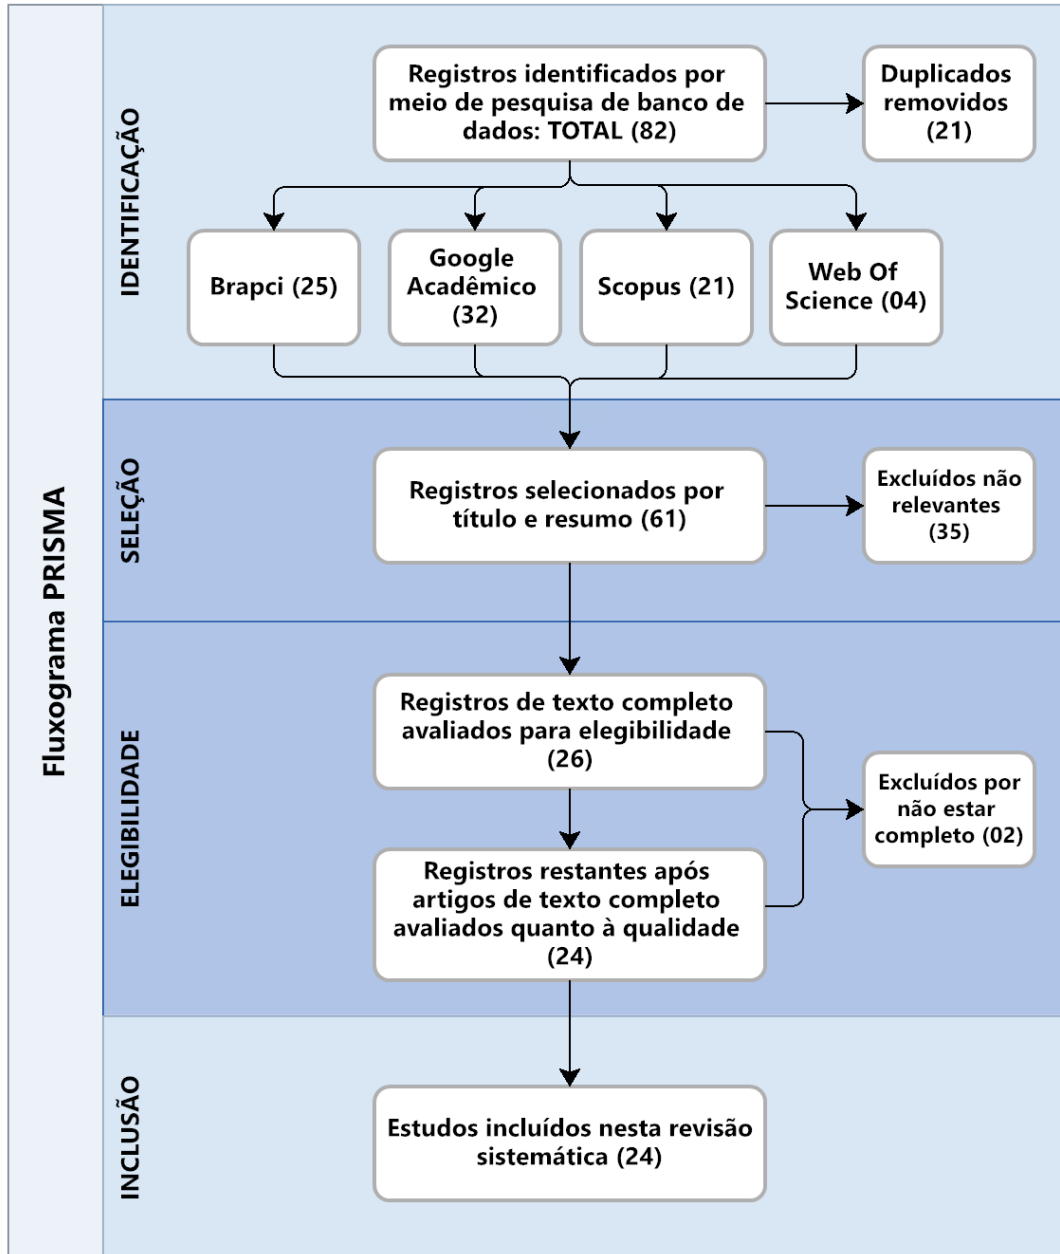 Fluxograma PRISMA
IDENTIFICAÇÃO
Registros identificados por
meio de pesquisa de banco de
dados: TOTAL (82)
Duplicados
removidos
(21)
Brapci (25)
Google
Acadêmico
(32)
Scopus (21)
Web Of
Science (04)
SELEÇÃO
Registros selecionados por
título e resumo (61)
Excluídos não
relevantes
(35)
ELEGIBILIDADE
Registros de texto completo
avaliados para elegibilidade
(26)
Excluídos por
não estar
completo (02)
Registros restantes após
artigos de texto completo
avaliados quanto à qualidade
(24)
INCLUSÃO
Estudos incluídos nesta revisão
sistemática (24)